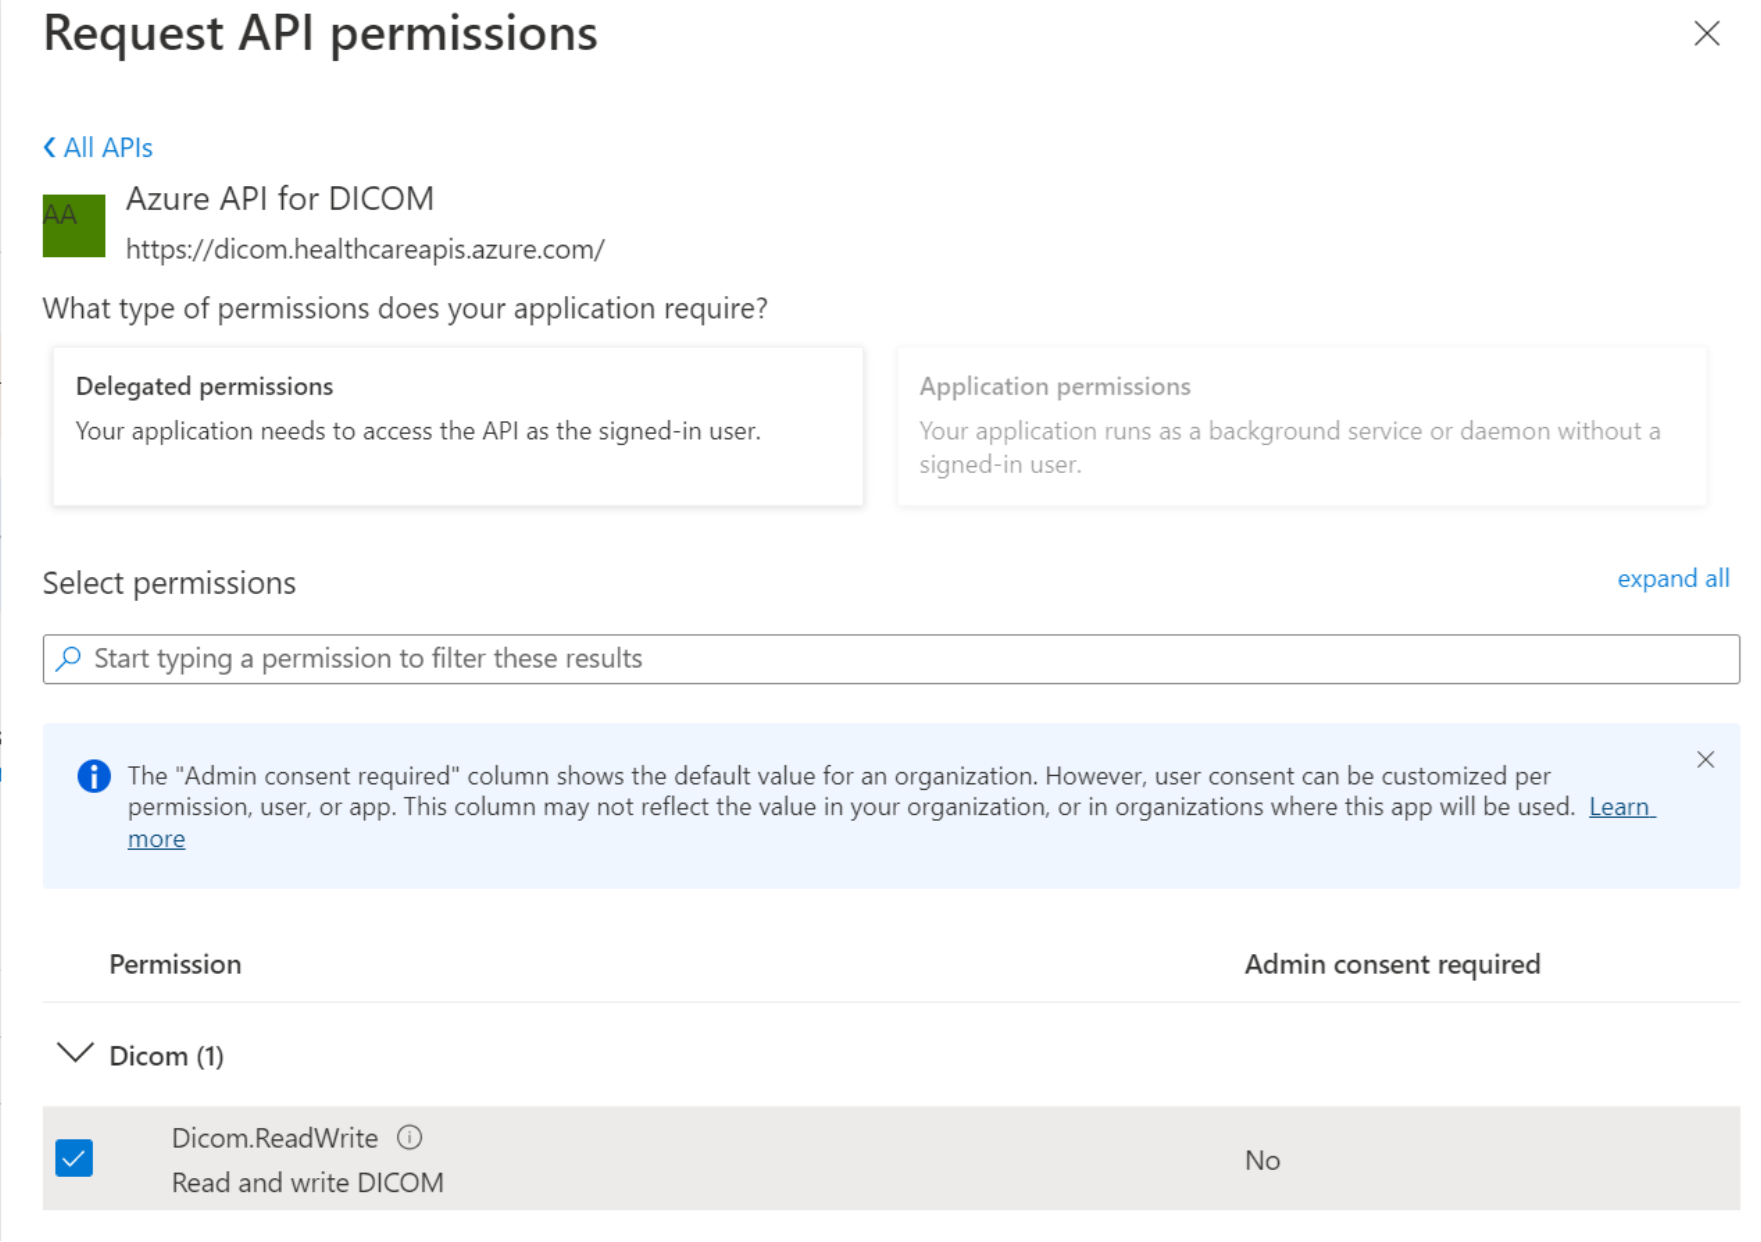 Request API permissions
All APIs
AA
Azure API for DICOM
https://dicom.healthcareapis.azure.com/
What type of permissions does your application require?
Delegated permissions
Your application needs to access the API as the signed-in user.
Application permissions
Your application runs as a background service or daemon without a
signed-in user.
Select permissions
expand all
Start typing a permission to filter these results
The "Admin consent required" column shows the default value for an organization. However, user consent can be customized per
permission, user, or app. This column may not reflect the value in your organization, or in organizations where this app will be used. Learn
more
Permission
Admin consent required
Dicom (1)
Dicom.ReadWrite
Read and write DICOM
No